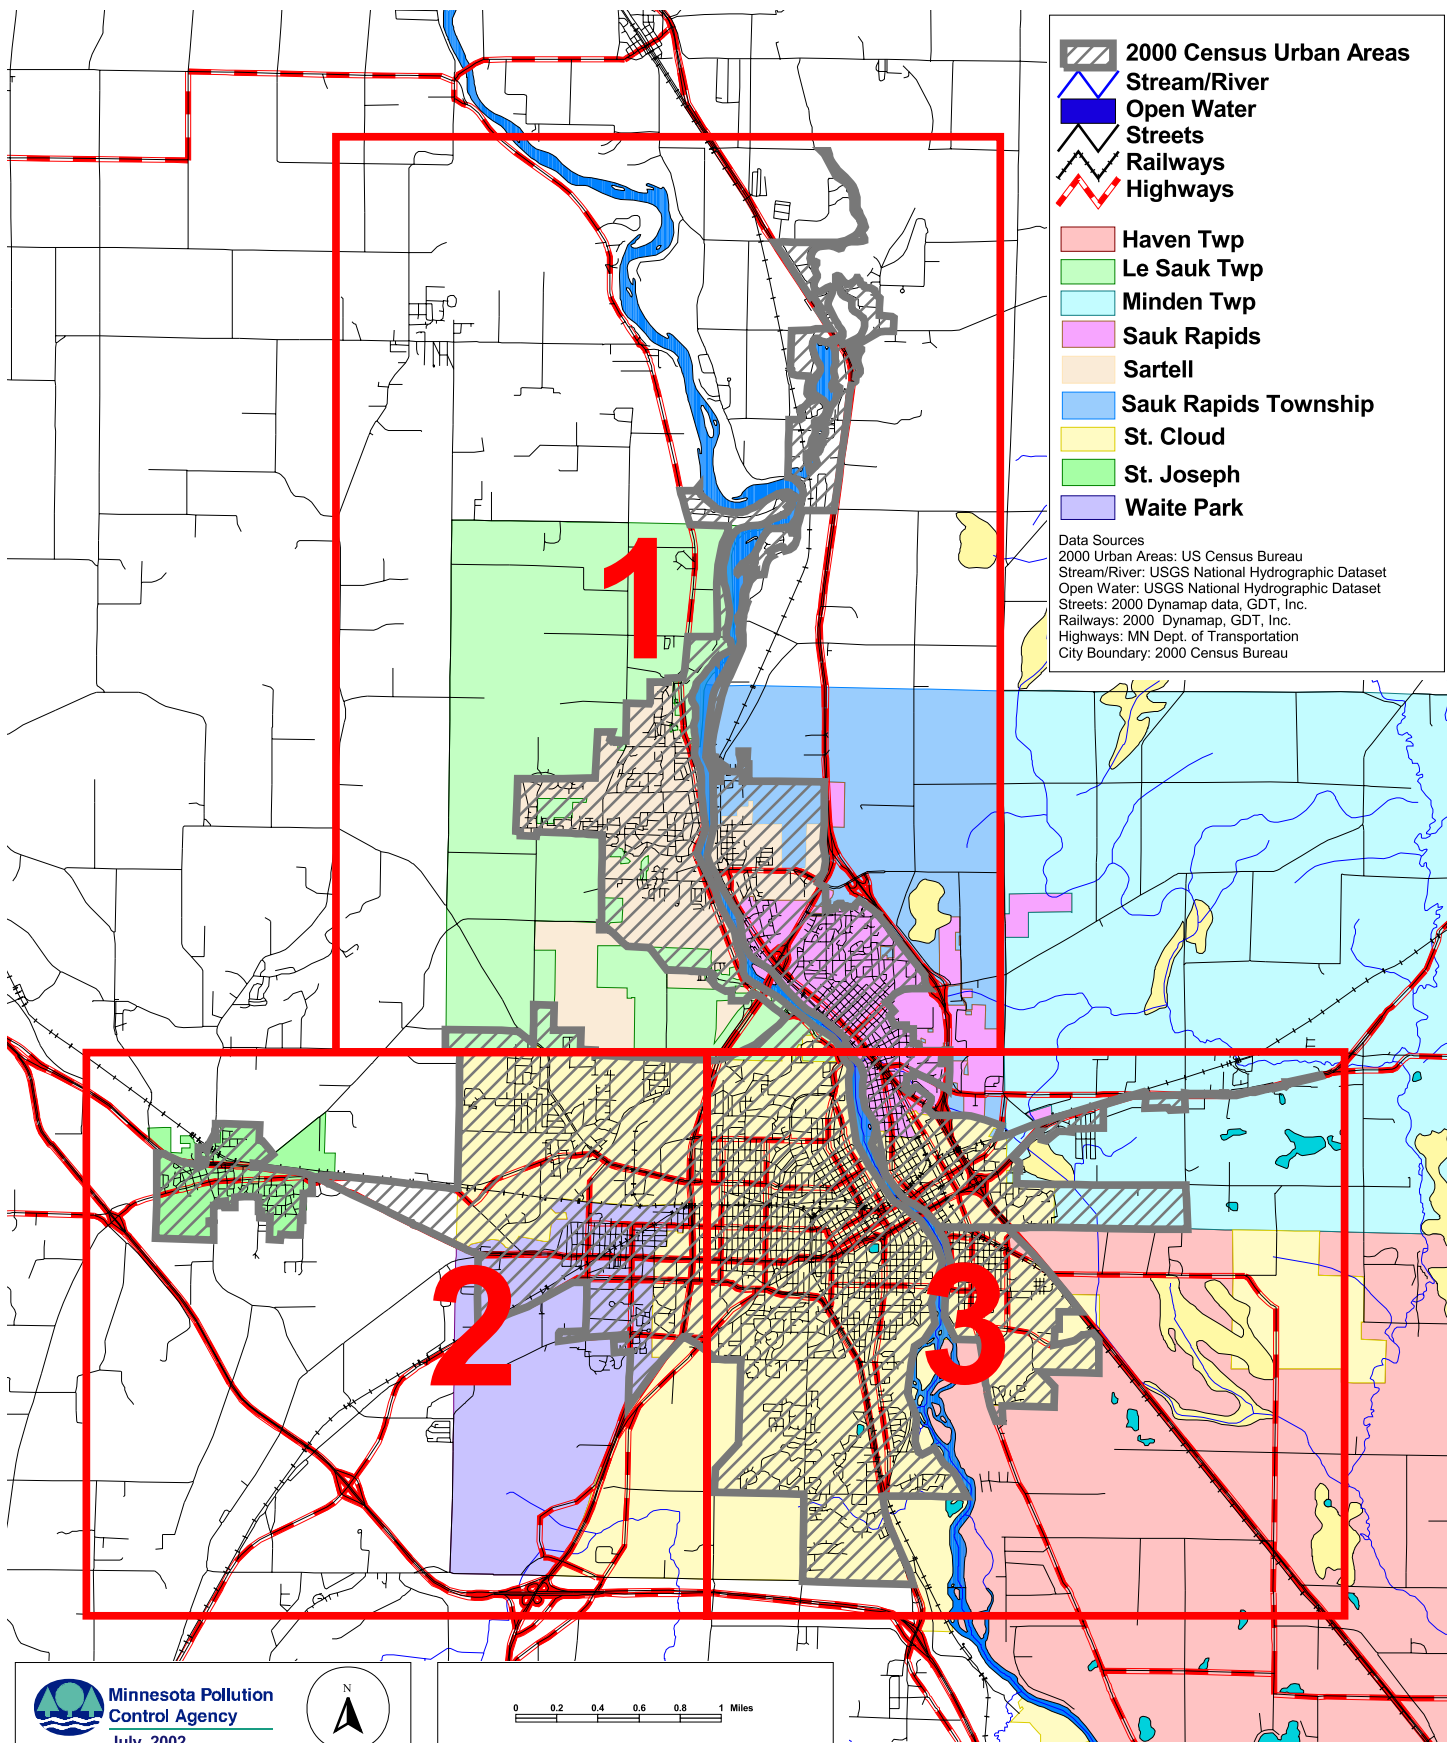 2000 Census Urban Areas
Stream/River
Open Water
Streets
Railways
Highways
Haven Twp
Le Sauk Twp
Minden Twp
Sauk Rapids
Sartell
Sauk Rapids Township
St. Cloud
St. Joseph
Waite Park
Data Sources
2000 Urban Areas: US Census Bureau
Stream/River: USGS National Hydrographic Dataset
Open Water: USGS National Hydrographic Dataset
Streets: 2000 Dynamap data, GDT, Inc.
Railways: 2000 Dynamap, GDT, Inc.
Highways: MN Dept. of Transportation
City Boundary: 2000 Census Bureau
1
2
3
Minnesota Pollution
Control Agency
July, 2002
N
0 0.2 0.4 0.6 0.8 1 Miles